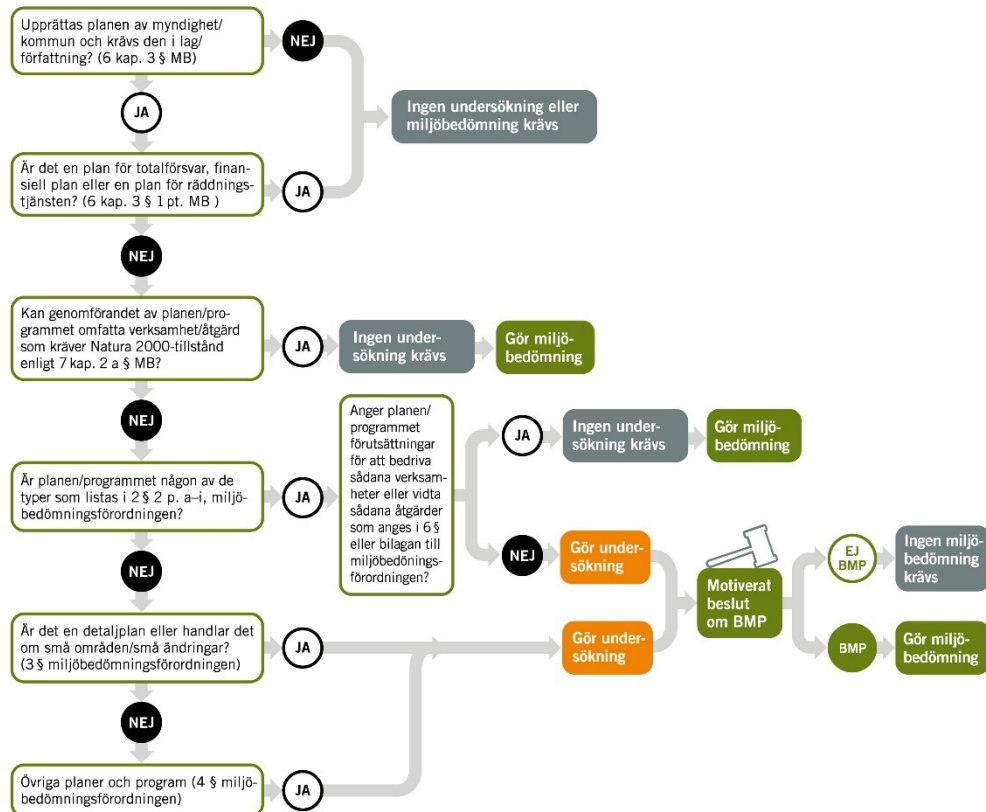 Upprättas planen av myndighet/
kommun och krävs den i lag/
författning? (6 kap. 3 § MB)
NEJ
JA
Ingen undersökning eller
miljöbedömning krävs
Är det en plan för totalförsvar, finan-
siell plan eller en plan för räddnings-
tjänsten? (6 kap. 3 § 1 pt. MB )
JA
NEJ
Kan genomförandet av planen/pro-
grammet omfatta verksamhet/åtgärd
som kräver Natura 2000-tillstånd
enligt 7 kap. 2 a § MB?
JA
Ingen under-
sökning krävs
Gör miljö-
bedömning
NEJ
Är planen/programmet någon av de
typer som listas i 2 § 2 p. a–i, miljö-
bedömningsförordningen?
JA
Anger planen/
programmet
förutsättningar
för att bedriva
sådana verksam-
heter eller vidta
sådana åtgärder
som anges i 6 §
eller bilagan till
miljöbedönings-
förordningen?
JA
Ingen under-
sökning krävs
Gör miljö-
bedömning
NEJ
Gör under-
sökning
Motiverat
beslut
om BMP
EJ
BMP
Ingen miljö-
bedömning
krävs
BMP
Gör miljö-
bedömning
NEJ
Är det en detaljplan eller handlar det
om små områden/små ändringar?
(3 § miljöbedömningsförordningen)
JA
Gör under-
sökning
NEJ
Övriga planer och program (4 § miljö-
bedömningsförordningen)
JA